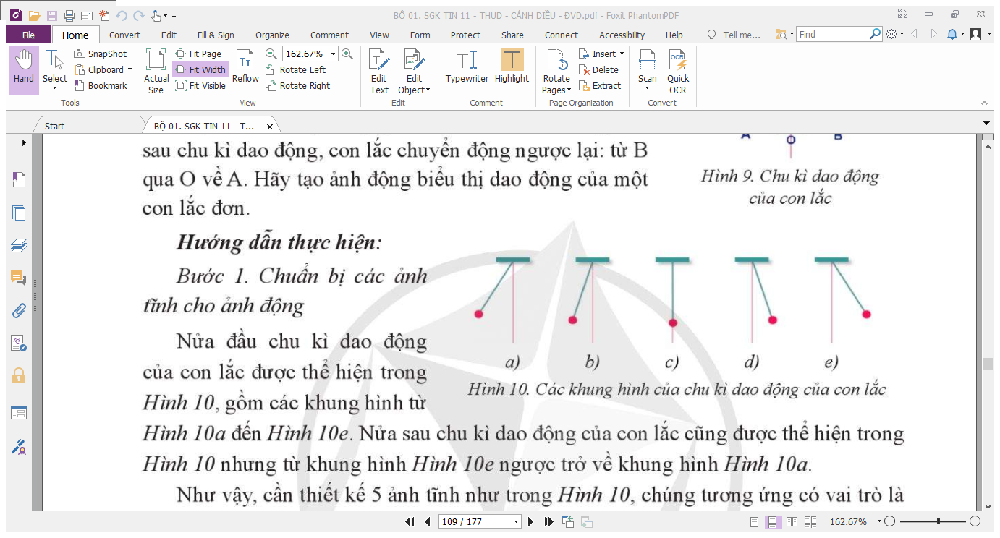 BỘ 01. SGK TIN 11 - THUD - CÁNH DIỀU - ĐVD.pdf - Foxit PhantomPDF
File Home Convert Edit Fill & Sign Organize Comment View Form Protect Share Connect Accessibility Help Tell me... Find
Hand
Select
SnapShot
Clipboard
Bookmark
Tools
Actual Size
Fit Page
Fit Width
Fit Visible
Reflow
162.67%
Rotate Left
Rotate Right
View
Edit Text
Edit Object
Edit
Typewriter
Highlight
Comment
Rotate Pages
Insert
Delete
Extract
Page Organization
Scan
Quick OCR
Convert
Start
BỘ 01. SGK TIN 11 - T...
A O B
sau chu kì dao động, con lắc chuyển động ngược lại: từ B
qua O về A. Hãy tạo ảnh động biểu thị dao động của một
con lắc đơn.
Hình 9. Chu kì dao động
của con lắc
Hướng dẫn thực hiện:
Bước 1. Chuẩn bị các ảnh
tĩnh cho ảnh động
Nửa đầu chu kì dao động
của con lắc được thể hiện trong
Hình 10, gồm các khung hình từ
a) b) c) d) e)
Hình 10. Các khung hình của chu kì dao động của con lắc
Hình 10a đến Hình 10e. Nửa sau chu kì dao động của con lắc cũng được thể hiện trong
Hình 10 nhưng từ khung hình Hình 10e ngược trở về khung hình Hình 10a.
Như vậy, cần thiết kế 5 ảnh tĩnh như trong Hình 10, chúng tương ứng có vai trò là
109 / 177
162.67%